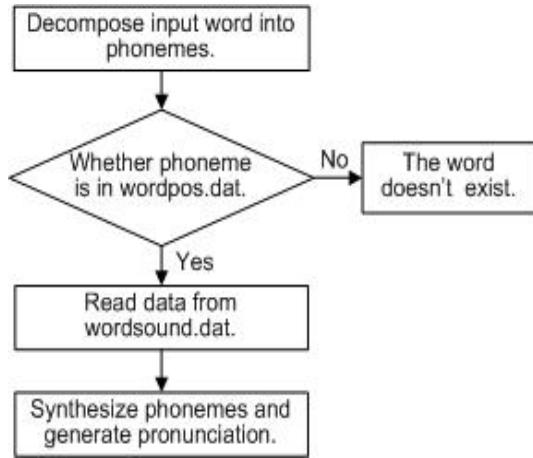 Decompose input word into
phonemes.
Whether phoneme
is in wordpos.dat.
No
The word
doesn't exist.
Yes
Read data from
wordsound.dat.
Synthesize phonemes and
generate pronunciation.